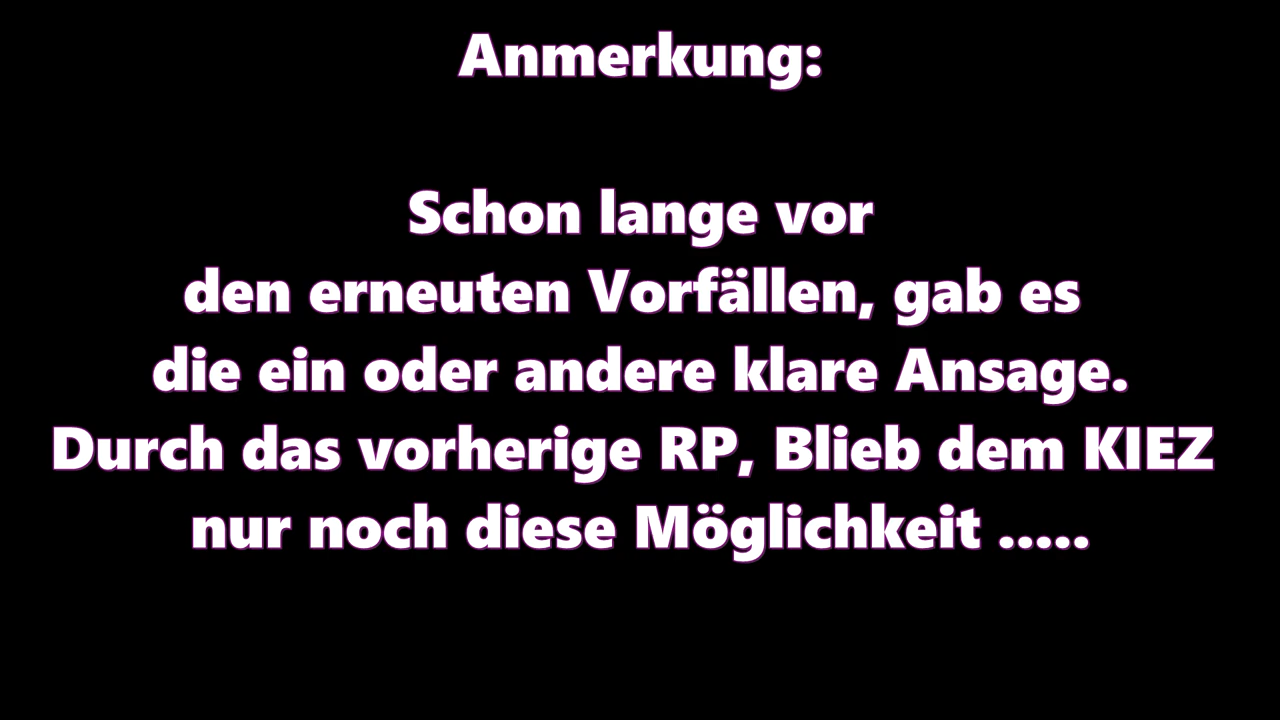 Anmerkung:
Schon lange vor
den erneuten Vorfällen, gab es
die ein oder andere klare Ansage.
Durch das vorherige RP, Blieb dem KIEZ
nur noch diese Möglichkeit .....